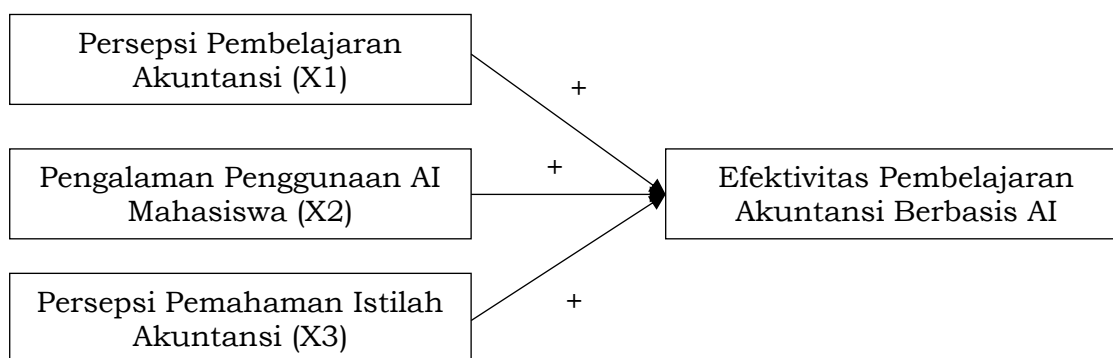 Persepsi Pembelajaran
Akuntansi (X1)
+
Pengalaman Penggunaan AI
Mahasiswa (X2)
+
Efektivitas Pembelajaran
Akuntansi Berbasis AI
Persepsi Pemahaman Istilah
Akuntansi (X3)
+